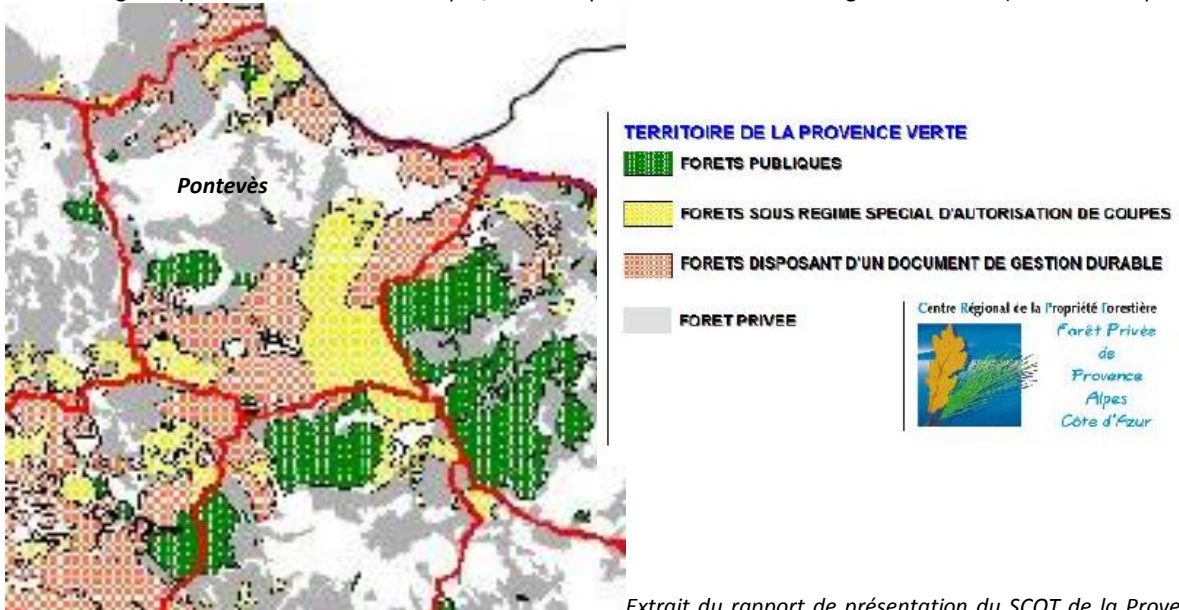 Pontevès
TERRITOIRE DE LA PROVENCE VERTE
FORETS PUBLIQUES
FORETS SOUS REGIME SPECIAL D'AUTORISATION DE COUPES
FORETS DISPOSANT D'UN DOCUMENT DE GESTION DURABLE
FORET PRIVEE
Centre Régional de la Propriété Forestière
Forêt Privée
de
Provence
Alpes
Côte d'Azur
Extrait du rapport de présentation du SCOT de la Prove